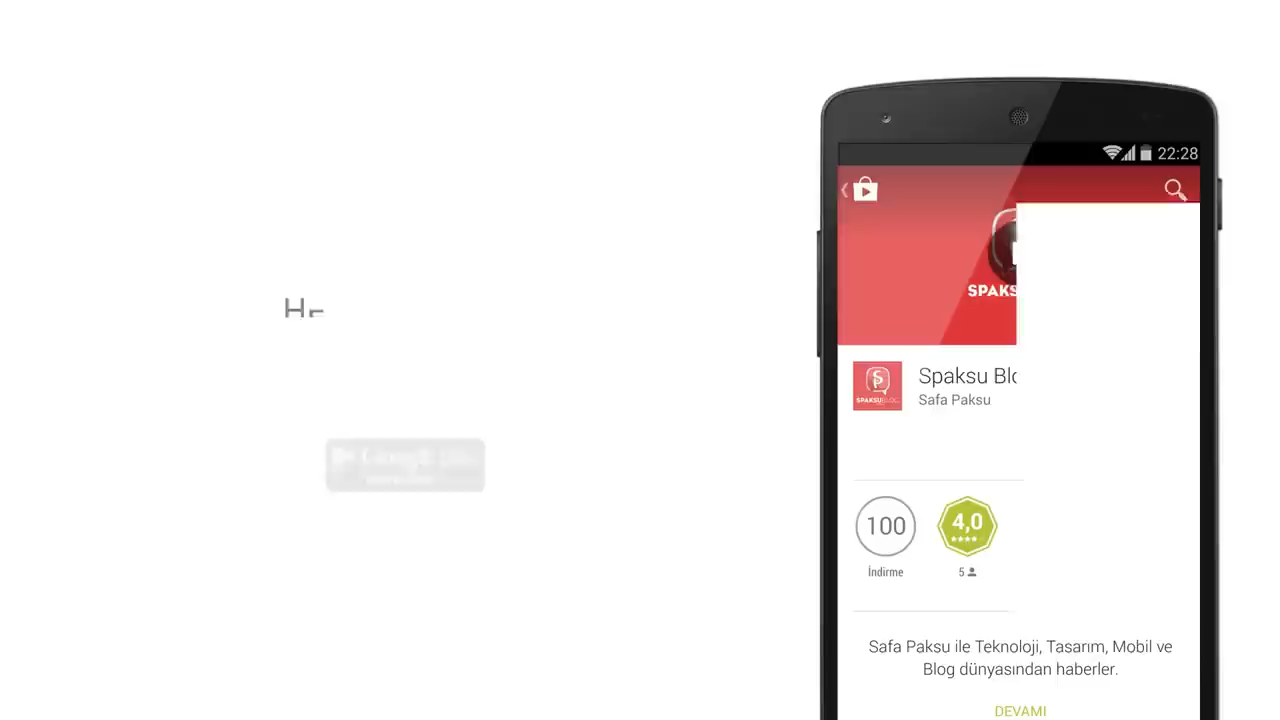 22:28
SPAKS
Spaksu Blo
Safa Paksu
SPAKSUBLOG
100
4,0
İndirme
5
Safa Paksu ile Teknoloji, Tasarım, Mobil ve
Blog dünyasından haberler.
DEVAMI